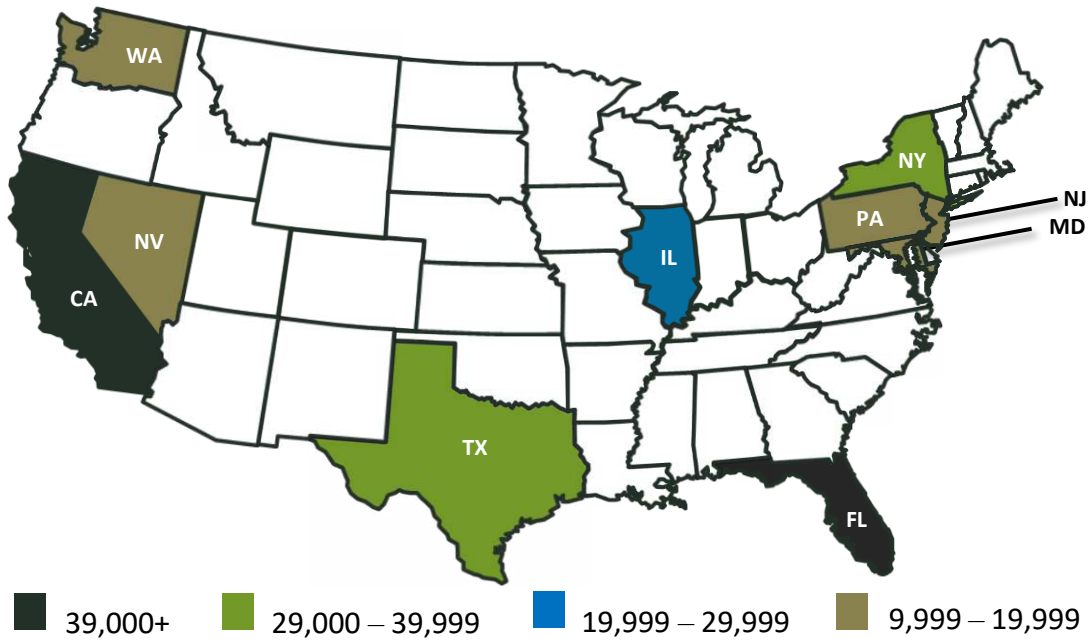 WA
NY
NJ
PA
MD
NV
IL
CA
TX
FL
39,000+
29,000 – 39,999
19,999 – 29,999
9,999 – 19,999